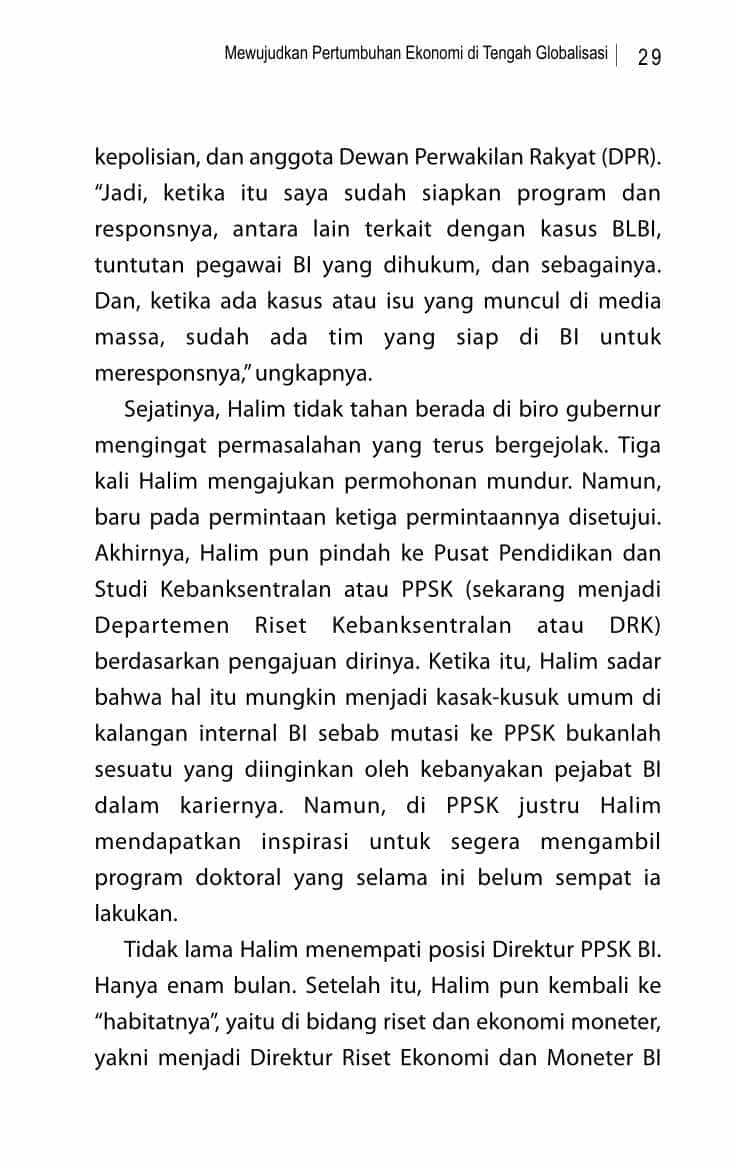 Mewujudkan Pertumbuhan Ekonomi di Tengah Globalisasi | 29
kepolisian, dan anggota Dewan Perwakilan Rakyat (DPR).
“Jadi, ketika itu saya sudah siapkan program dan
responsnya, antara lain terkait dengan kasus BLBI,
tuntutan pegawai BI yang dihukum, dan sebagainya.
Dan, ketika ada kasus atau isu yang muncul di media
massa, sudah ada tim yang siap di BI untuk
meresponsnya,” ungkapnya.
Sejatinya, Halim tidak tahan berada di biro gubernur
mengingat permasalahan yang terus bergejolak. Tiga
kali Halim mengajukan permohonan mundur. Namun,
baru pada permintaan ketiga permintaannya disetujui.
Akhirnya, Halim pun pindah ke Pusat Pendidikan dan
Studi Kebanksentralan atau PPSK (sekarang menjadi
Departemen Riset Kebanksentralan atau DRK)
berdasarkan pengajuan dirinya. Ketika itu, Halim sadar
bahwa hal itu mungkin menjadi kasak-kusuk umum di
kalangan internal BI sebab mutasi ke PPSK bukanlah
sesuatu yang diinginkan oleh kebanyakan pejabat BI
dalam kariernya. Namun, di PPSK justru Halim
mendapatkan inspirasi untuk segera mengambil
program doktoral yang selama ini belum sempat ia
lakukan.
Tidak lama Halim menempati posisi Direktur PPSK BI.
Hanya enam bulan. Setelah itu, Halim pun kembali ke
“habitatnya”, yaitu di bidang riset dan ekonomi moneter,
yakni menjadi Direktur Riset Ekonomi dan Moneter BI